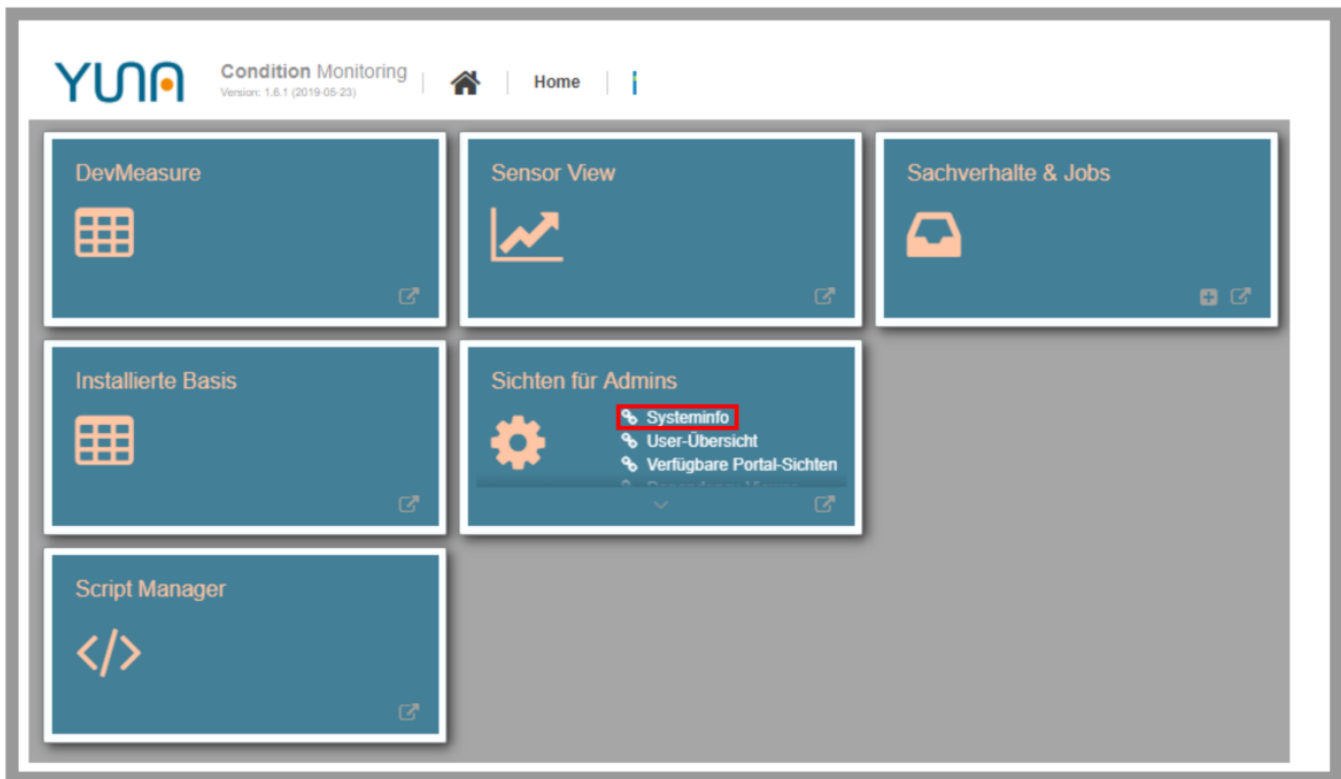 YUNA
Condition Monitoring
Version: 1.6.1 (2019-05-23)
Home
DevMeasure
Sensor View
Sachverhalte & Jobs
Installierte Basis
Sichten für Admins
Systeminfo
User-Übersicht
Verfügbare Portal-Sichten
Script Manager